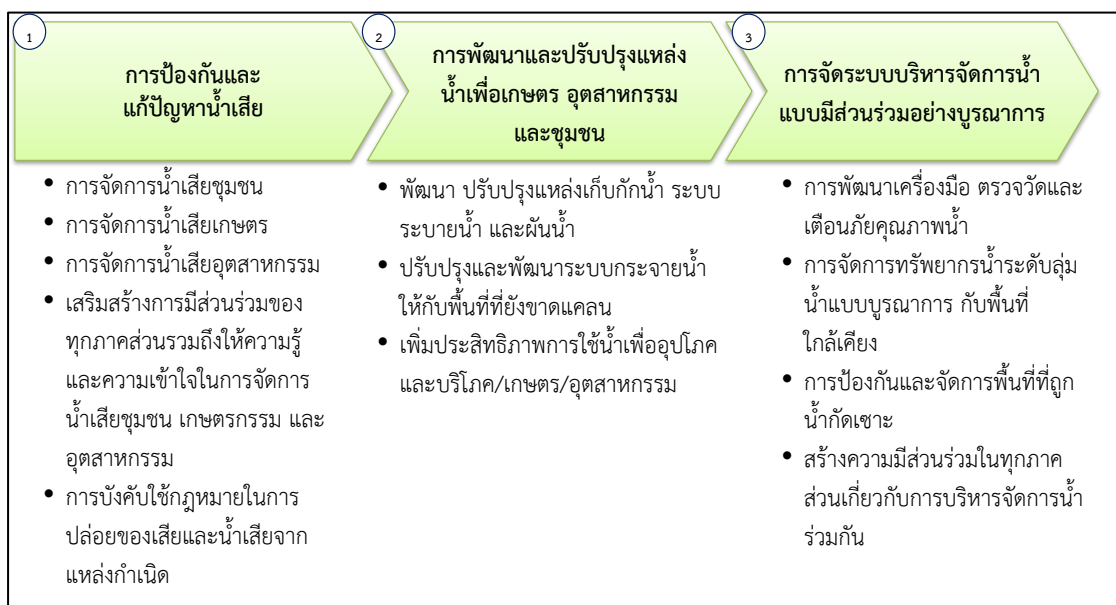 1
การป้องกันและ
แก้ปัญหาน้ำเสีย
• การจัดการน้ำเสียชุมชน
• การจัดการน้ำเสียเกษตร
• การจัดการน้ำเสียอุตสาหกรรม
• เสริมสร้างการมีส่วนร่วมของ
ทุกภาคส่วนรวมถึงให้ความรู้
และความเข้าใจในการจัดการ
น้ำเสียชุมชน เกษตรกรรม และ
อุตสาหกรรม
• การบังคับใช้กฎหมายในการ
ปล่อยของเสียและน้ำเสียจาก
แหล่งกำเนิด
2
การพัฒนาและปรับปรุงแหล่ง
น้ำเพื่อเกษตร อุตสาหกรรม
และชุมชน
• พัฒนา ปรับปรุงแหล่งเก็บกักน้ำ ระบบ
ระบายน้ำ และผันน้ำ
• ปรับปรุงและพัฒนาระบบกระจายน้ำ
ให้กับพื้นที่ที่ยังขาดแคลน
• เพิ่มประสิทธิภาพการใช้น้ำเพื่ออุปโภค
และบริโภค/เกษตร/อุตสาหกรรม
3
การจัดระบบบริหารจัดการน้ำ
แบบมีส่วนร่วมอย่างบูรณาการ
• การพัฒนาเครื่องมือ ตรวจวัดและ
เตือนภัยคุณภาพน้ำ
• การจัดการทรัพยากรน้ำระดับลุ่ม
น้ำแบบบูรณาการ กับพื้นที่
ใกล้เคียง
• การป้องกันและจัดการพื้นที่ที่ถูก
น้ำกัดเซาะ
• สร้างความมีส่วนร่วมในทุกภาค
ส่วนเกี่ยวกับการบริหารจัดการน้ำ
ร่วมกัน